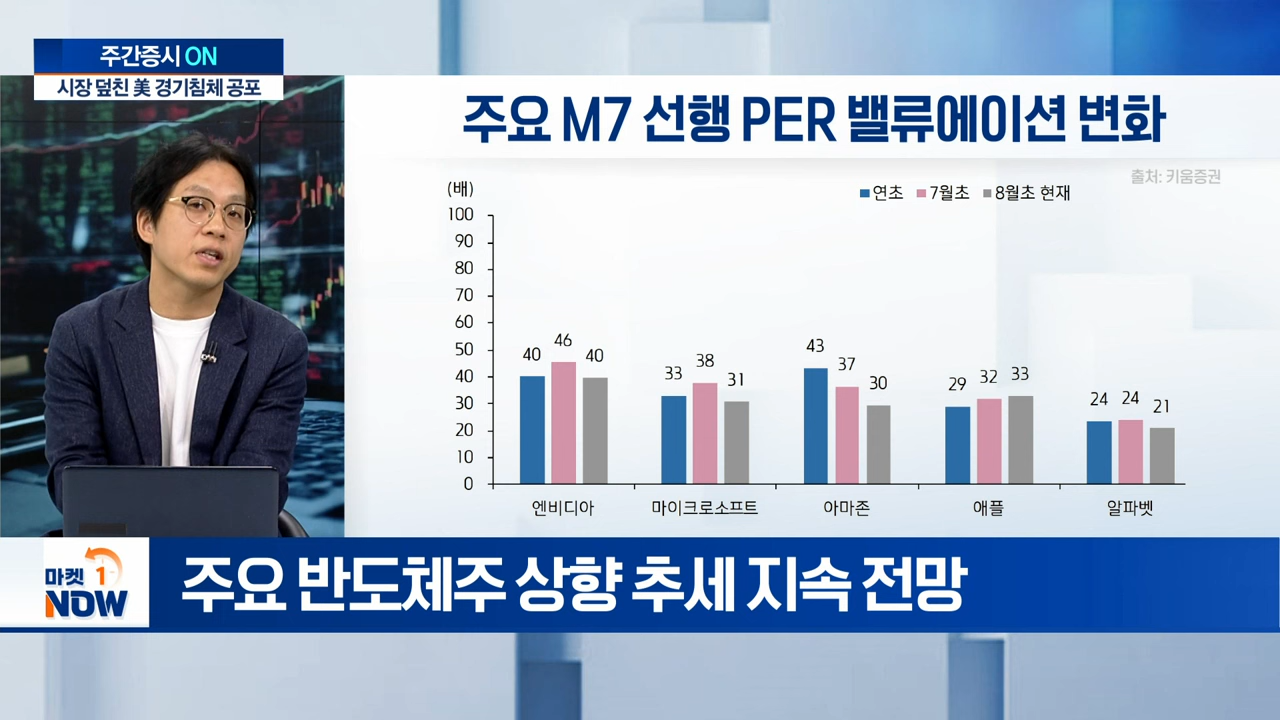 주간증시 ON
시장 덮친 美 경기침체 공포
주요 M7 선행 PER 밸류에이션 변화
출처: 키움증권
(배)
연초 7월초 8월초 현재
100
90
80
70
60
50
40
30
20
10
0
40 46 40
33 38 31
43 37 30
29 32 33
24 24 21
엔비디아 마이크로소프트 아마존 애플 알파벳
마켓 1
NOW
주요 반도체주 상향 추세 지속 전망